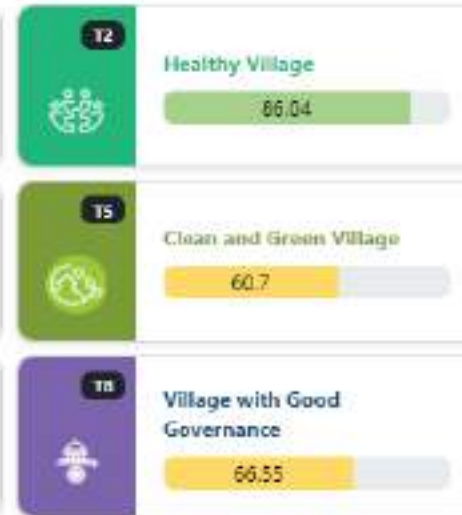 T2
Healthy Village
86.04
T5
Clean and Green Village
60.7
T8
Village with Good
Governance
66.55